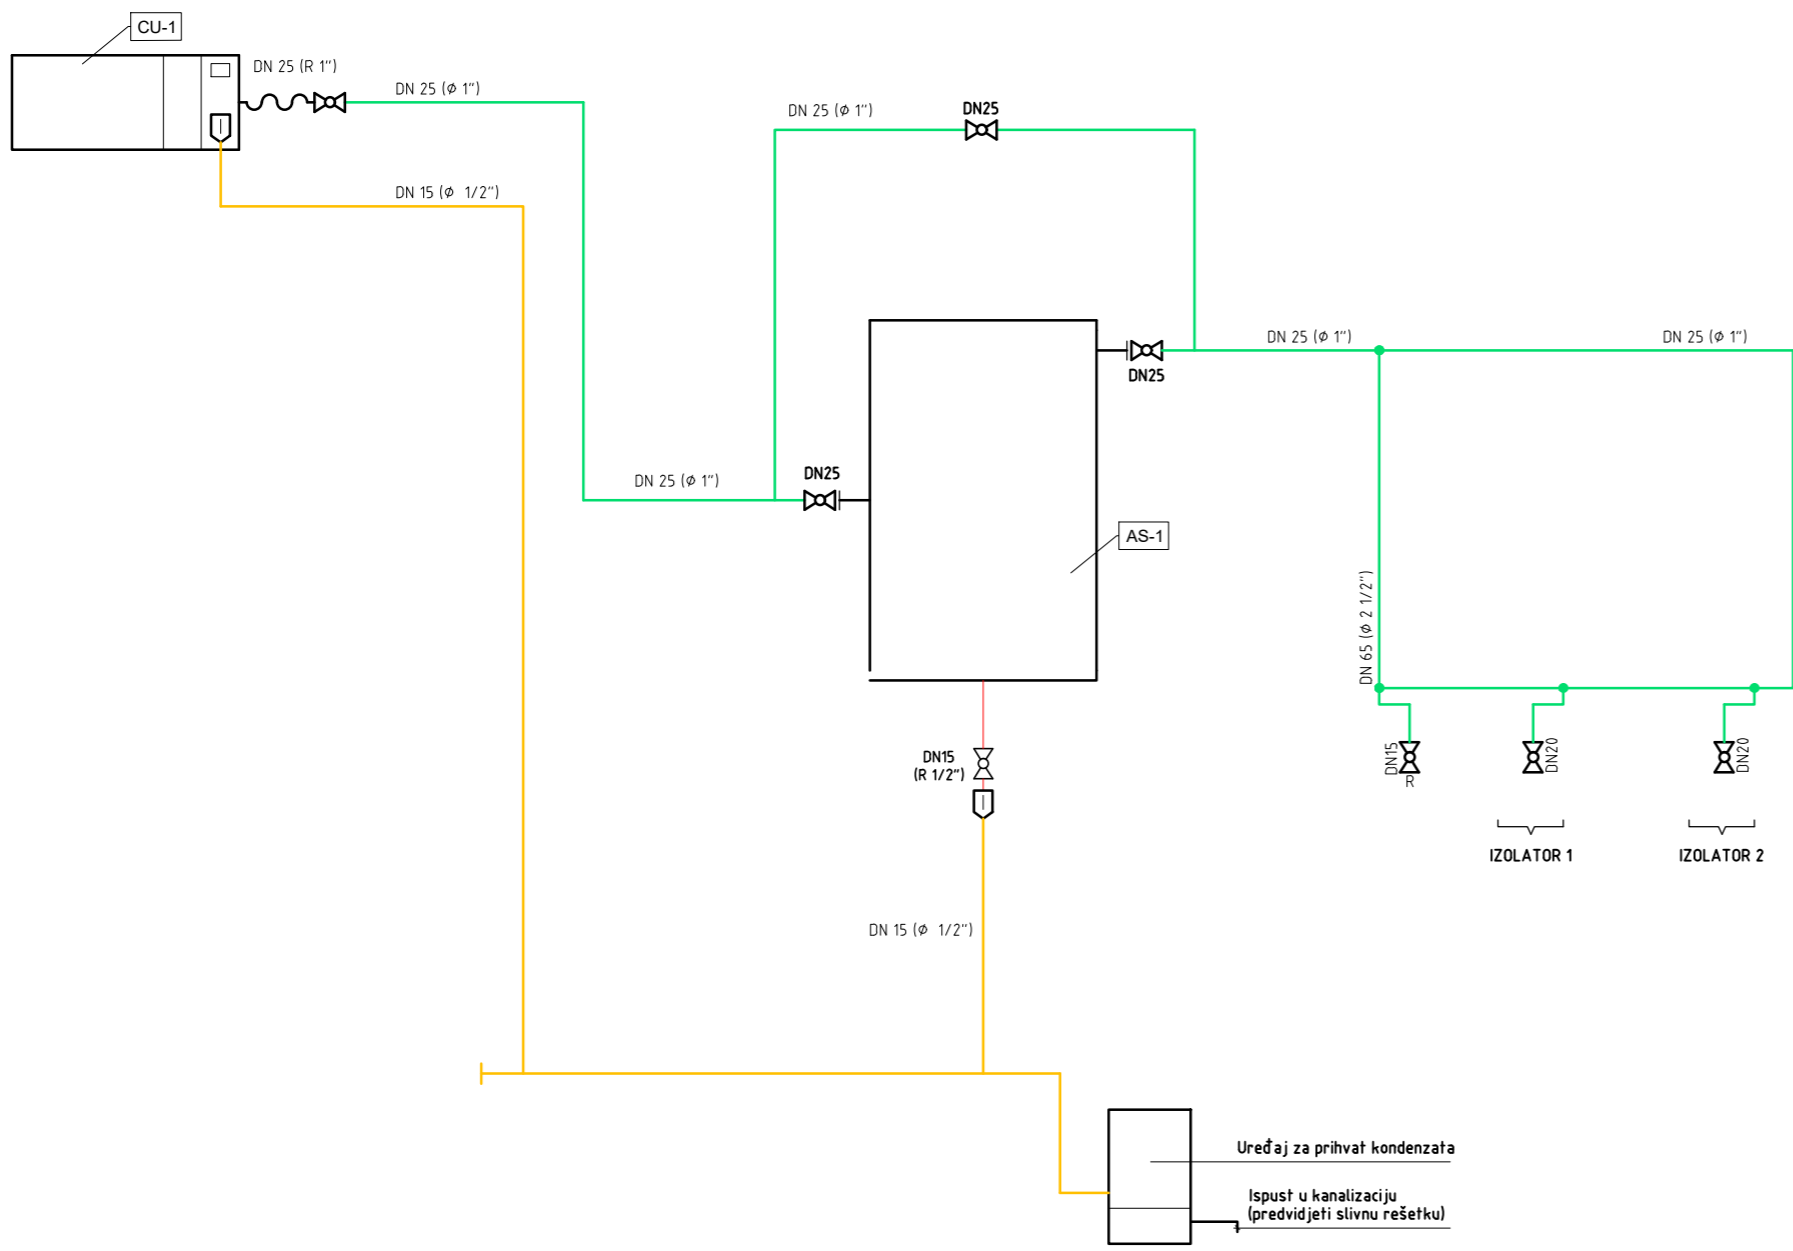 CU-1
DN 25 (R 1")
DN 25 (ϕ 1")
DN 25 (ϕ 1")
DN25
DN 15 (ϕ 1/2")
DN 25 (ϕ 1")
DN 25 (ϕ 1")
DN25
DN25
DN 25 (ϕ 1")
AS-1
DN 65 (ϕ 2 1/2")
DN15
(R 1/2")
DN15
R
DN20
DN20
IZOLATOR 1
IZOLATOR 2
DN 15 (ϕ 1/2")
Uređaj za prihvat kondenzata
Ispust u kanalizaciju
(predvidjeti slivnu rešetku)